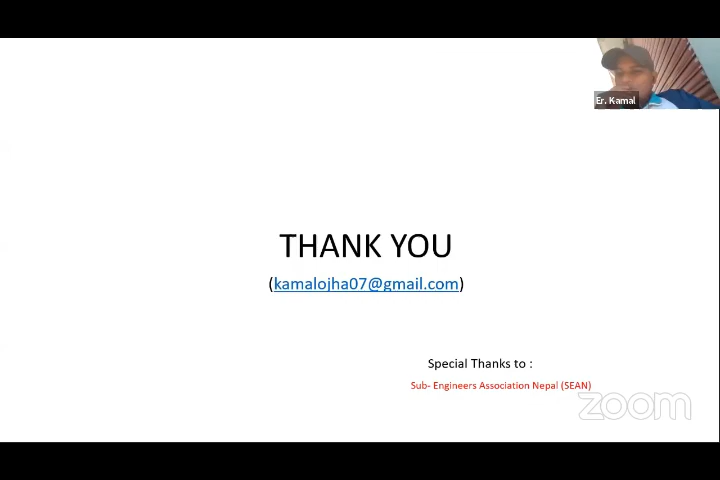 Er. Kamal
THANK YOU
(kamalojha07@gmail.com)
Special Thanks to :
Sub- Engineers Association Nepal (SEAN)
zoom